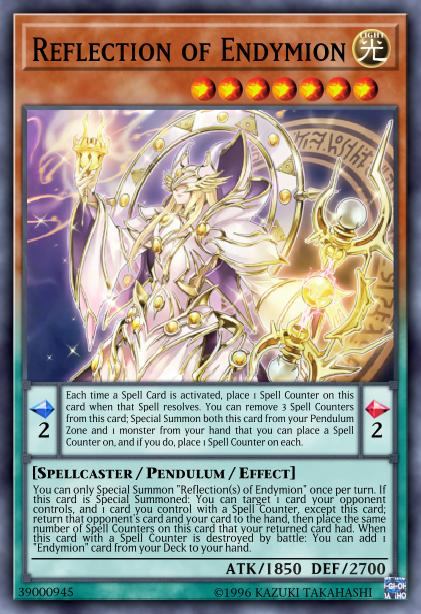 REFLECTION OF ENDYMION
LIGHT
光
Each time a Spell Card is activated, place 1 Spell Counter on this
card when that Spell resolves. You can remove 3 Spell Counters
from this card; Special Summon both this card from your Pendulum
Zone and 1 monster from your hand that you can place a Spell
Counter on, and if you do, place 1 Spell Counter on each.
2
2
[SPELLCASTER / PENDULUM / EFFECT]
You can only Special Summon "Reflection(s) of Endymion" once per turn. If
this card is Special Summoned: You can target 1 card your opponent
controls, and 1 card you control with a Spell Counter, except this card;
return that opponent's card and your card to the hand, then place the same
number of Spell Counters on this card that your returned card had. When
this card with a Spell Counter is destroyed by battle: You can add 1
"Endymion" card from your Deck to your hand.
ATK/1850 DEF/2700
39000945
©1996 KAZUKI TAKAHASHI